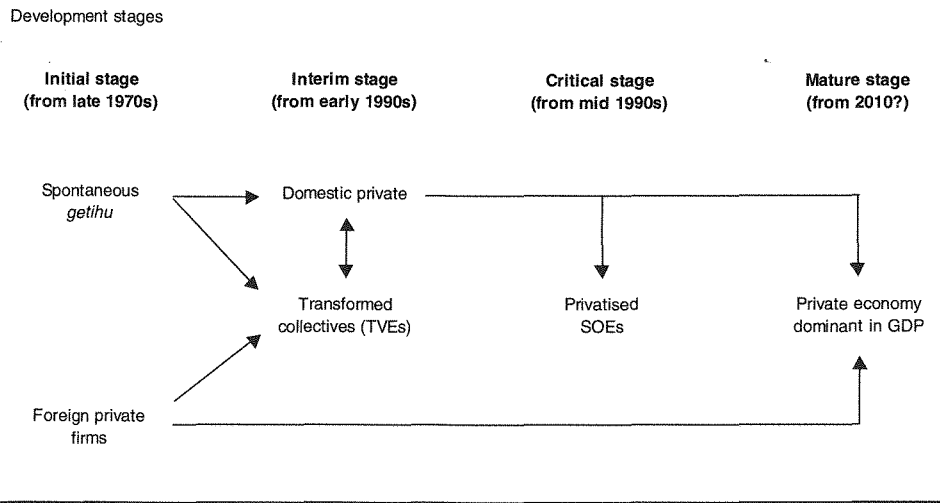 Development stages
Initial stage
(from late 1970s)
Interim stage
(from early 1990s)
Critical stage
(from mid 1990s)
Mature stage
(from 2010?)
Spontaneous
getihu
Domestic private
Transformed
collectives (TVEs)
Privatised
SOEs
Private economy
dominant in GDP
Foreign private
firms